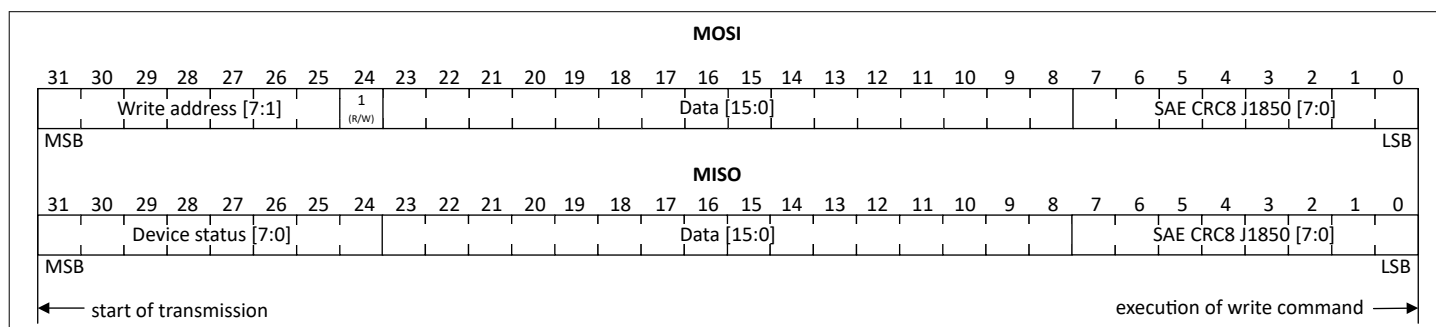 MOSI
31 30 29 28 27 26 25 24 23 22 21 20 19 18 17 16 15 14 13 12 11 10 9 8 7 6 5 4 3 2 1 0
Write address [7:1] 1 (R/W) Data [15:0] SAE CRC8 J1850 [7:0]
MSB LSB
MISO
31 30 29 28 27 26 25 24 23 22 21 20 19 18 17 16 15 14 13 12 11 10 9 8 7 6 5 4 3 2 1 0
Device status [7:0] Data [15:0] SAE CRC8 J1850 [7:0]
MSB LSB
start of transmission execution of write command